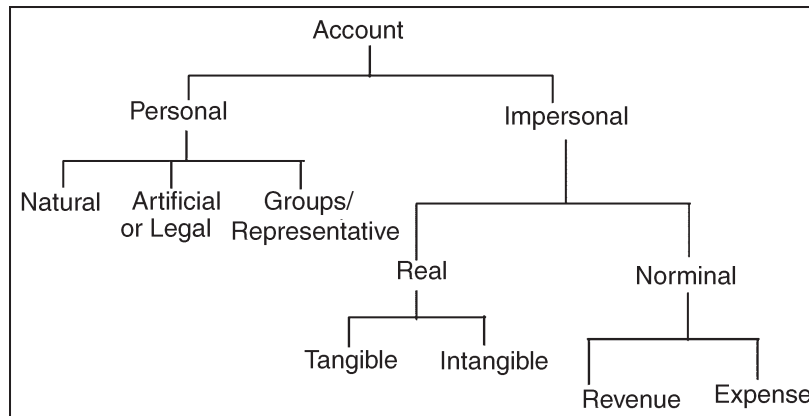 Account
Personal
Impersonal
Natural
Artificial
or Legal
Groups/
Representative
Real
Norminal
Tangible
Intangible
Revenue
Expense